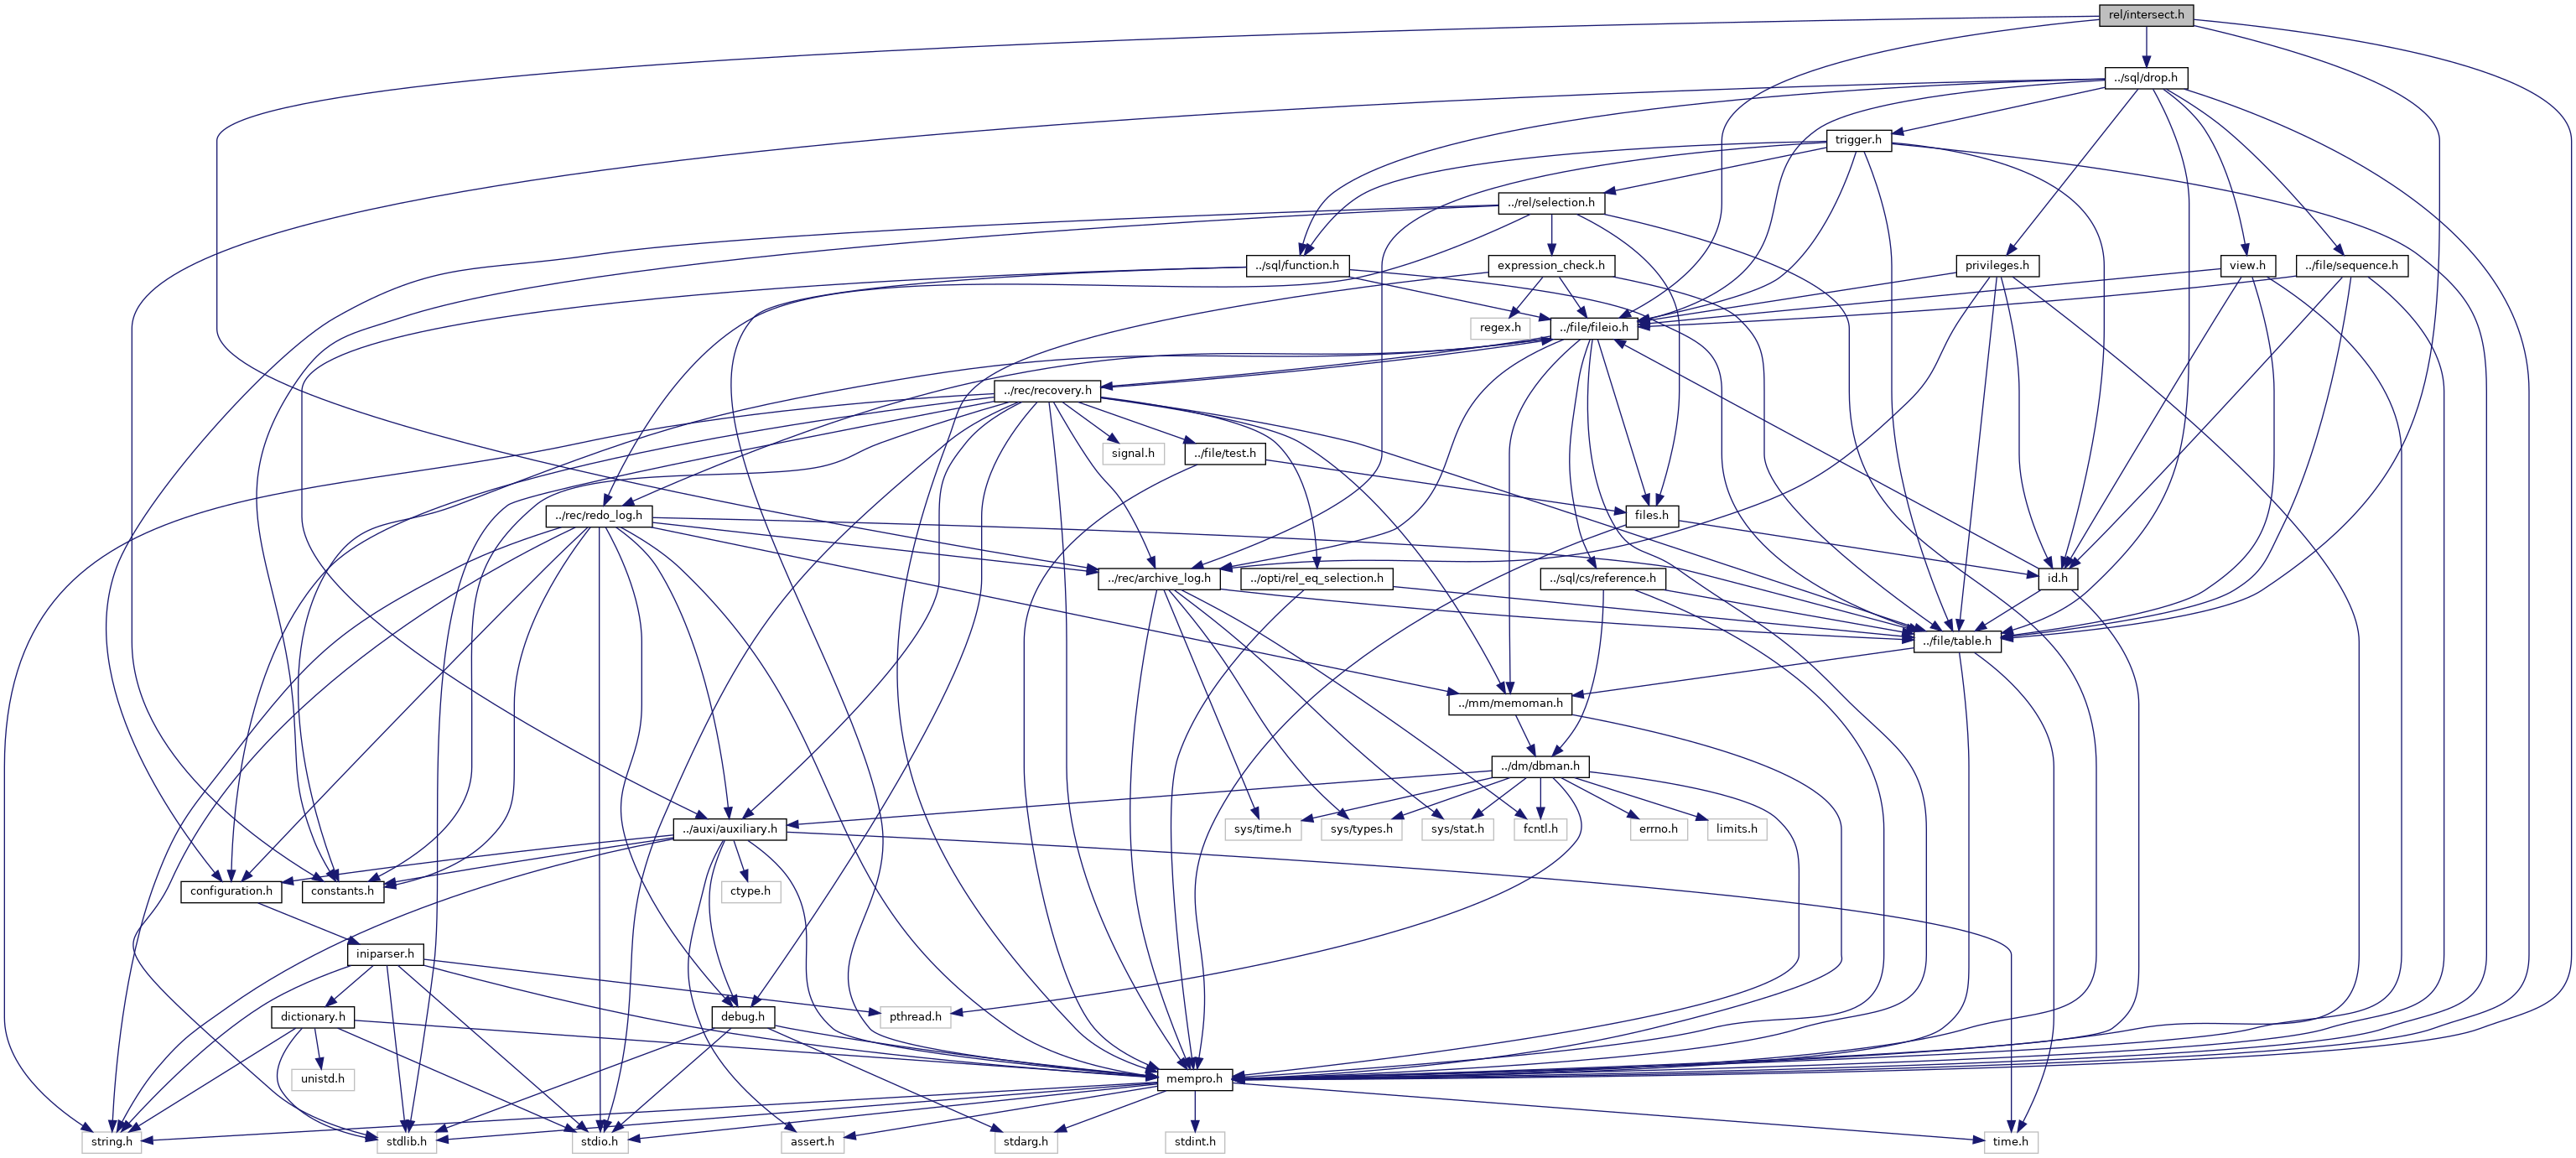 rel/intersect.h
../sql/drop.h
trigger.h
../rel/selection.h
../sql/function.h
expression_check.h
privileges.h
view.h
../file/sequence.h
regex.h
../file/fileio.h
../rec/recovery.h
signal.h
../file/test.h
../rec/redo_log.h
files.h
../rec/archive_log.h
../opti/rel_eq_selection.h
../sql/cs/reference.h
id.h
../file/table.h
../mm/memoman.h
../dm/dbman.h
../auxi/auxiliary.h
sys/time.h
sys/types.h
sys/stat.h
fcntl.h
errno.h
limits.h
configuration.h
constants.h
ctype.h
iniparser.h
dictionary.h
debug.h
pthread.h
unistd.h
mempro.h
string.h
stdlib.h
stdio.h
assert.h
stdarg.h
stdint.h
time.h